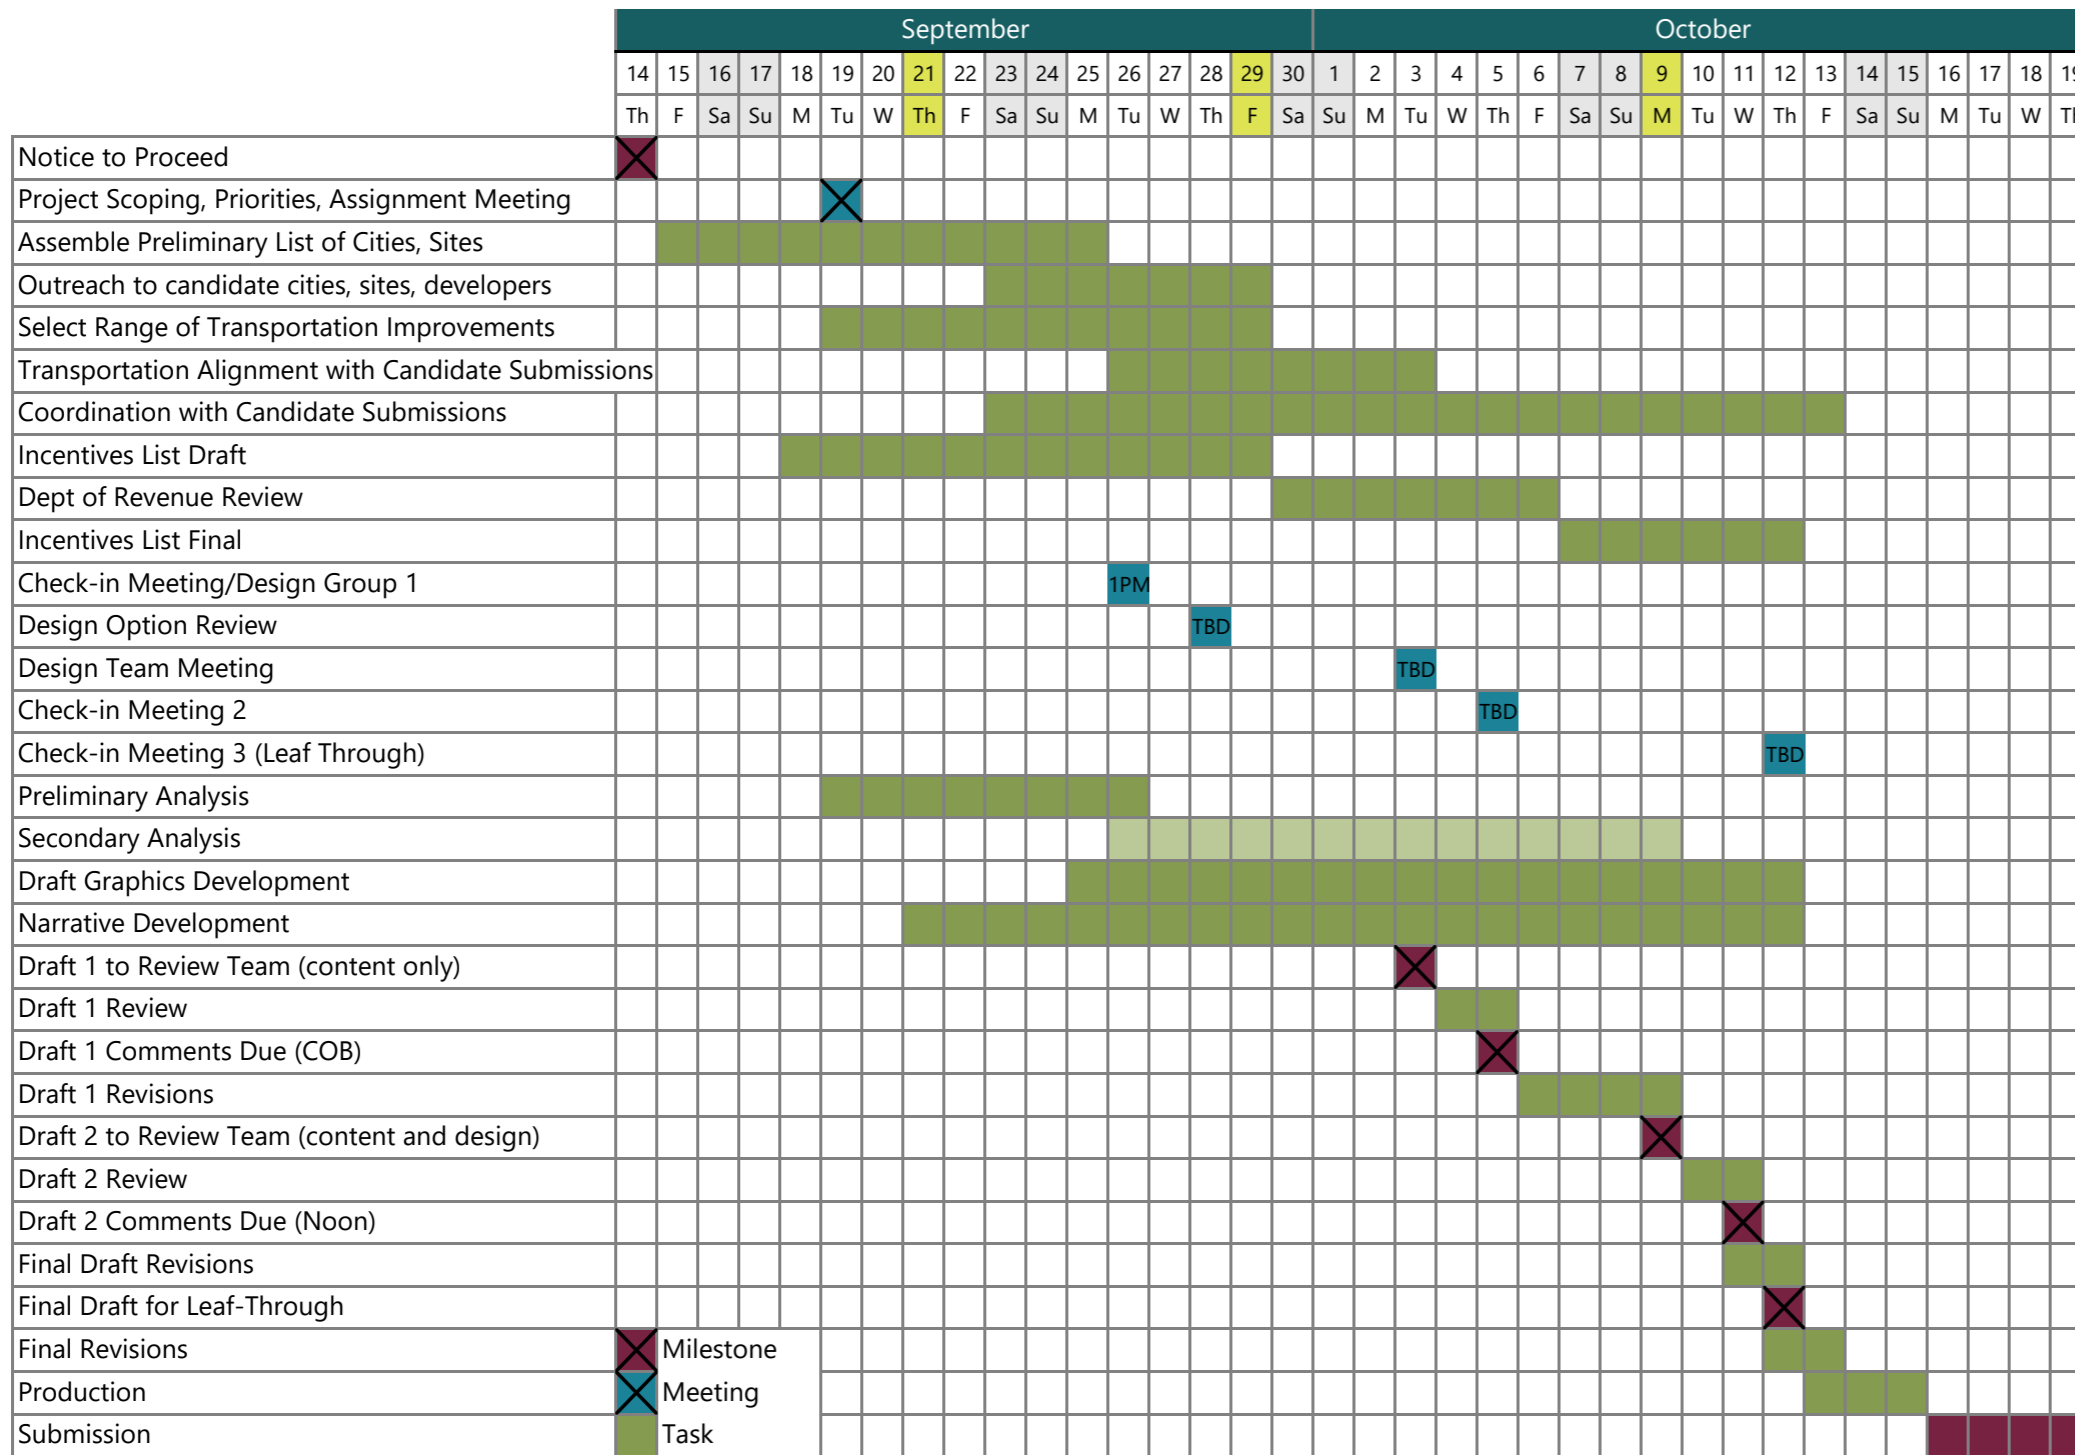 September October
14 15 16 17 18 19 20 21 22 23 24 25 26 27 28 29 30 1 2 3 4 5 6 7 8 9 10 11 12 13 14 15 16 17 18 19
Th F Sa Su M Tu W Th F Sa Su M Tu W Th F Sa Su M Tu W Th F Sa Su M Tu W Th F Sa Su M Tu W Th
Notice to Proceed
Project Scoping, Priorities, Assignment Meeting
Assemble Preliminary List of Cities, Sites
Outreach to candidate cities, sites, developers
Select Range of Transportation Improvements
Transportation Alignment with Candidate Submissions
Coordination with Candidate Submissions
Incentives List Draft
Dept of Revenue Review
Incentives List Final
Check-in Meeting/Design Group 1 1PM
Design Option Review TBD
Design Team Meeting TBD
Check-in Meeting 2 TBD
Check-in Meeting 3 (Leaf Through) TBD
Preliminary Analysis
Secondary Analysis
Draft Graphics Development
Narrative Development
Draft 1 to Review Team (content only)
Draft 1 Review
Draft 1 Comments Due (COB)
Draft 1 Revisions
Draft 2 to Review Team (content and design)
Draft 2 Review
Draft 2 Comments Due (Noon)
Final Draft Revisions
Final Draft for Leaf-Through
Final Revisions Milestone
Production Meeting
Submission Task